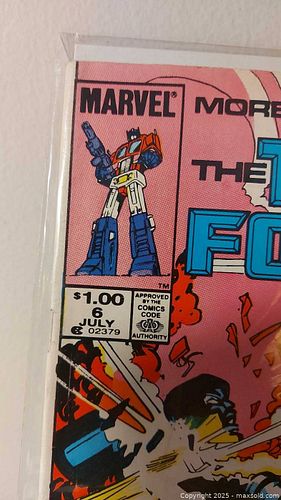 MARVEL®
MORE
THE T
FO
TM
$1.00
6
JULY
02379
APPROVED
BY THE
COMICS
CODE
AUTHORITY
Copyright 2025 - maxsold.com